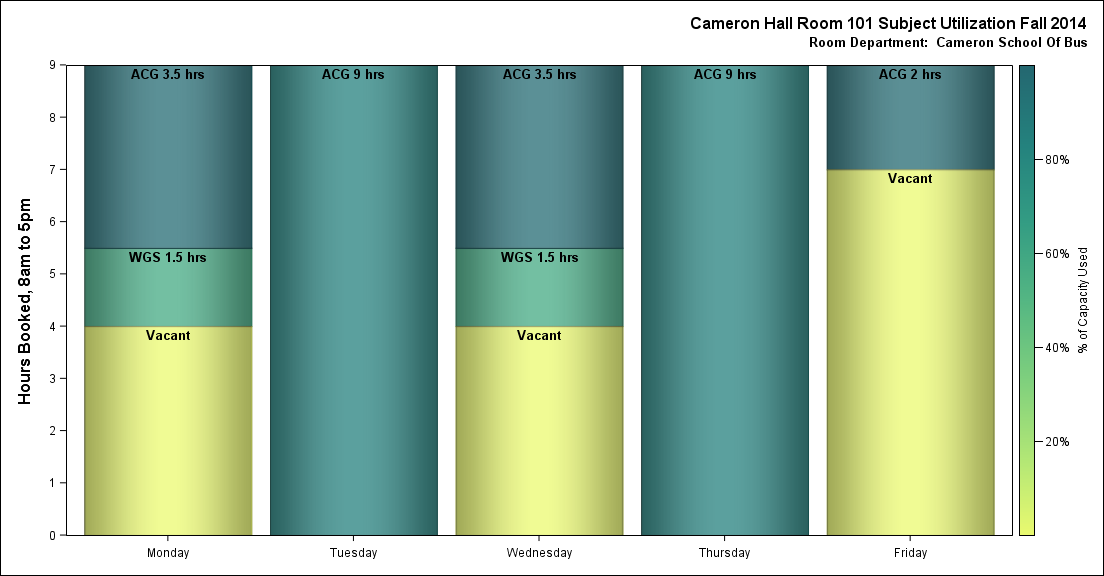 Cameron Hall Room 101 Subject Utilization Fall 2014
Room Department:  Cameron School Of Bus
Hours Booked, 8am to 5pm
9
8
7
6
5
4
3
2
1
0
ACG 3.5 hrs
WGS 1.5 hrs
Vacant
ACG 9 hrs
ACG 3.5 hrs
WGS 1.5 hrs
Vacant
ACG 9 hrs
ACG 2 hrs
Vacant
Monday
Tuesday
Wednesday
Thursday
Friday
80%
60%
40%
20%
% of Capacity Used